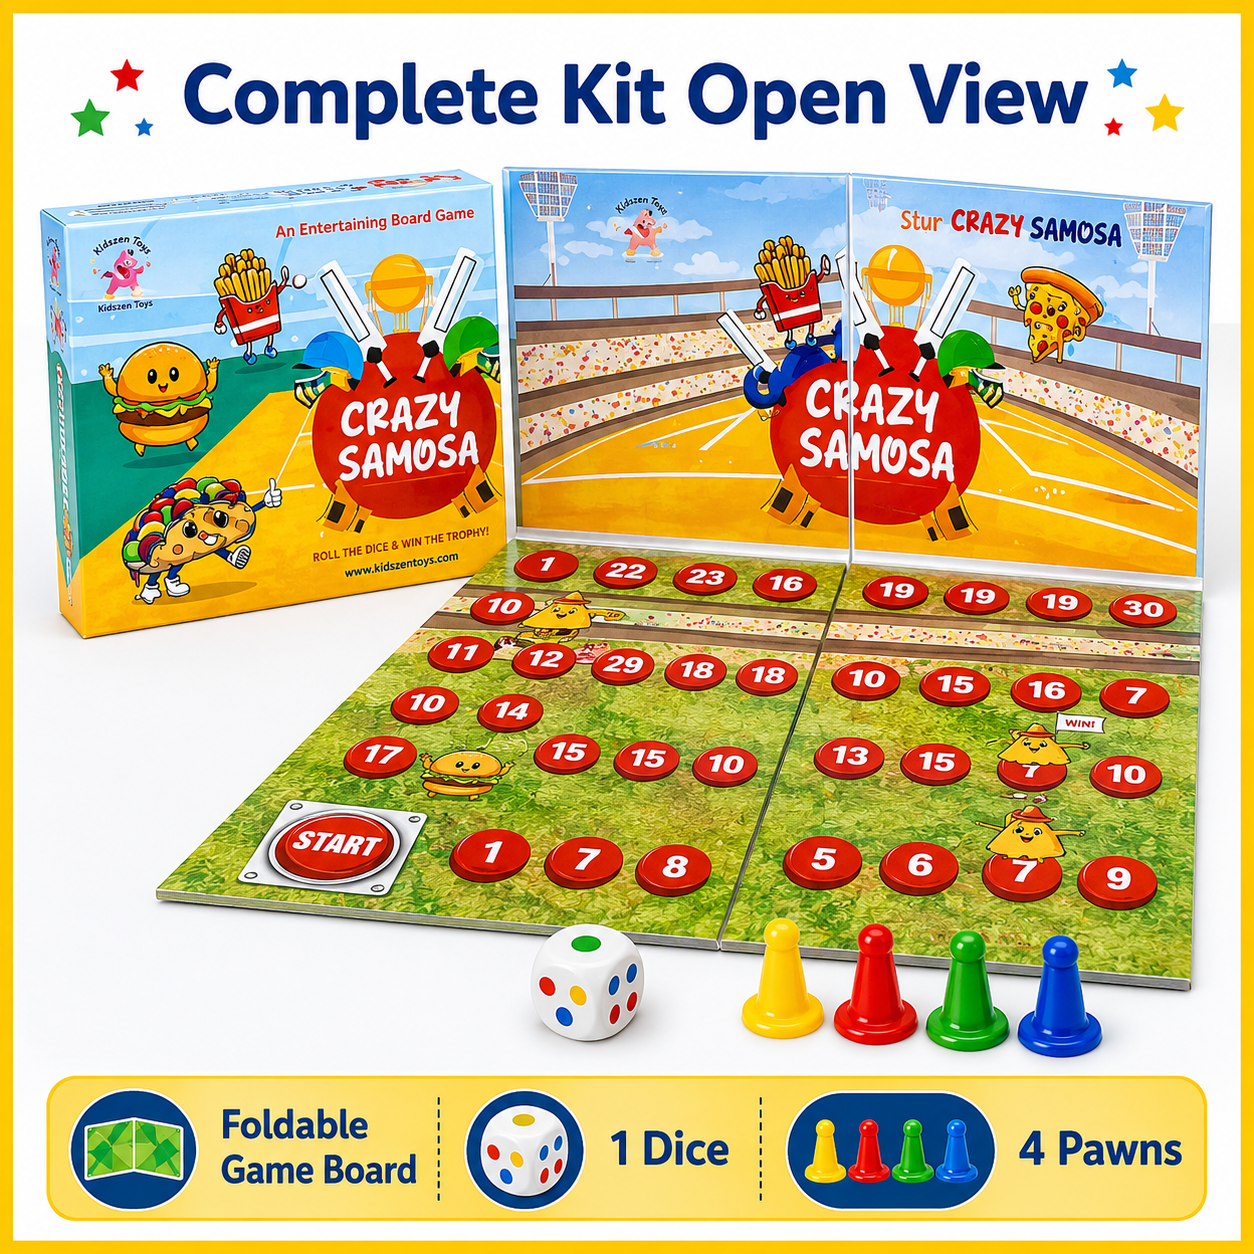 Complete Kit Open View
Kidszen Toys
Kidszen Toys
An Entertaining Board Game
CRAZY
SAMOSA
ROLL THE DICE & WIN THE TROPHY!
www.kidszentoys.com
Kidszen Toys
Stur CRAZY SAMOSA
CRAZY
SAMOSA
1 22 23 16 19 19 19 30
10
11 12 29 18 18 10 15 16 7
10 14
WIN!
17 15 15 10 13 15 7 10
START
1 7 8 5 6 7 9
Foldable
Game Board
1 Dice
4 Pawns